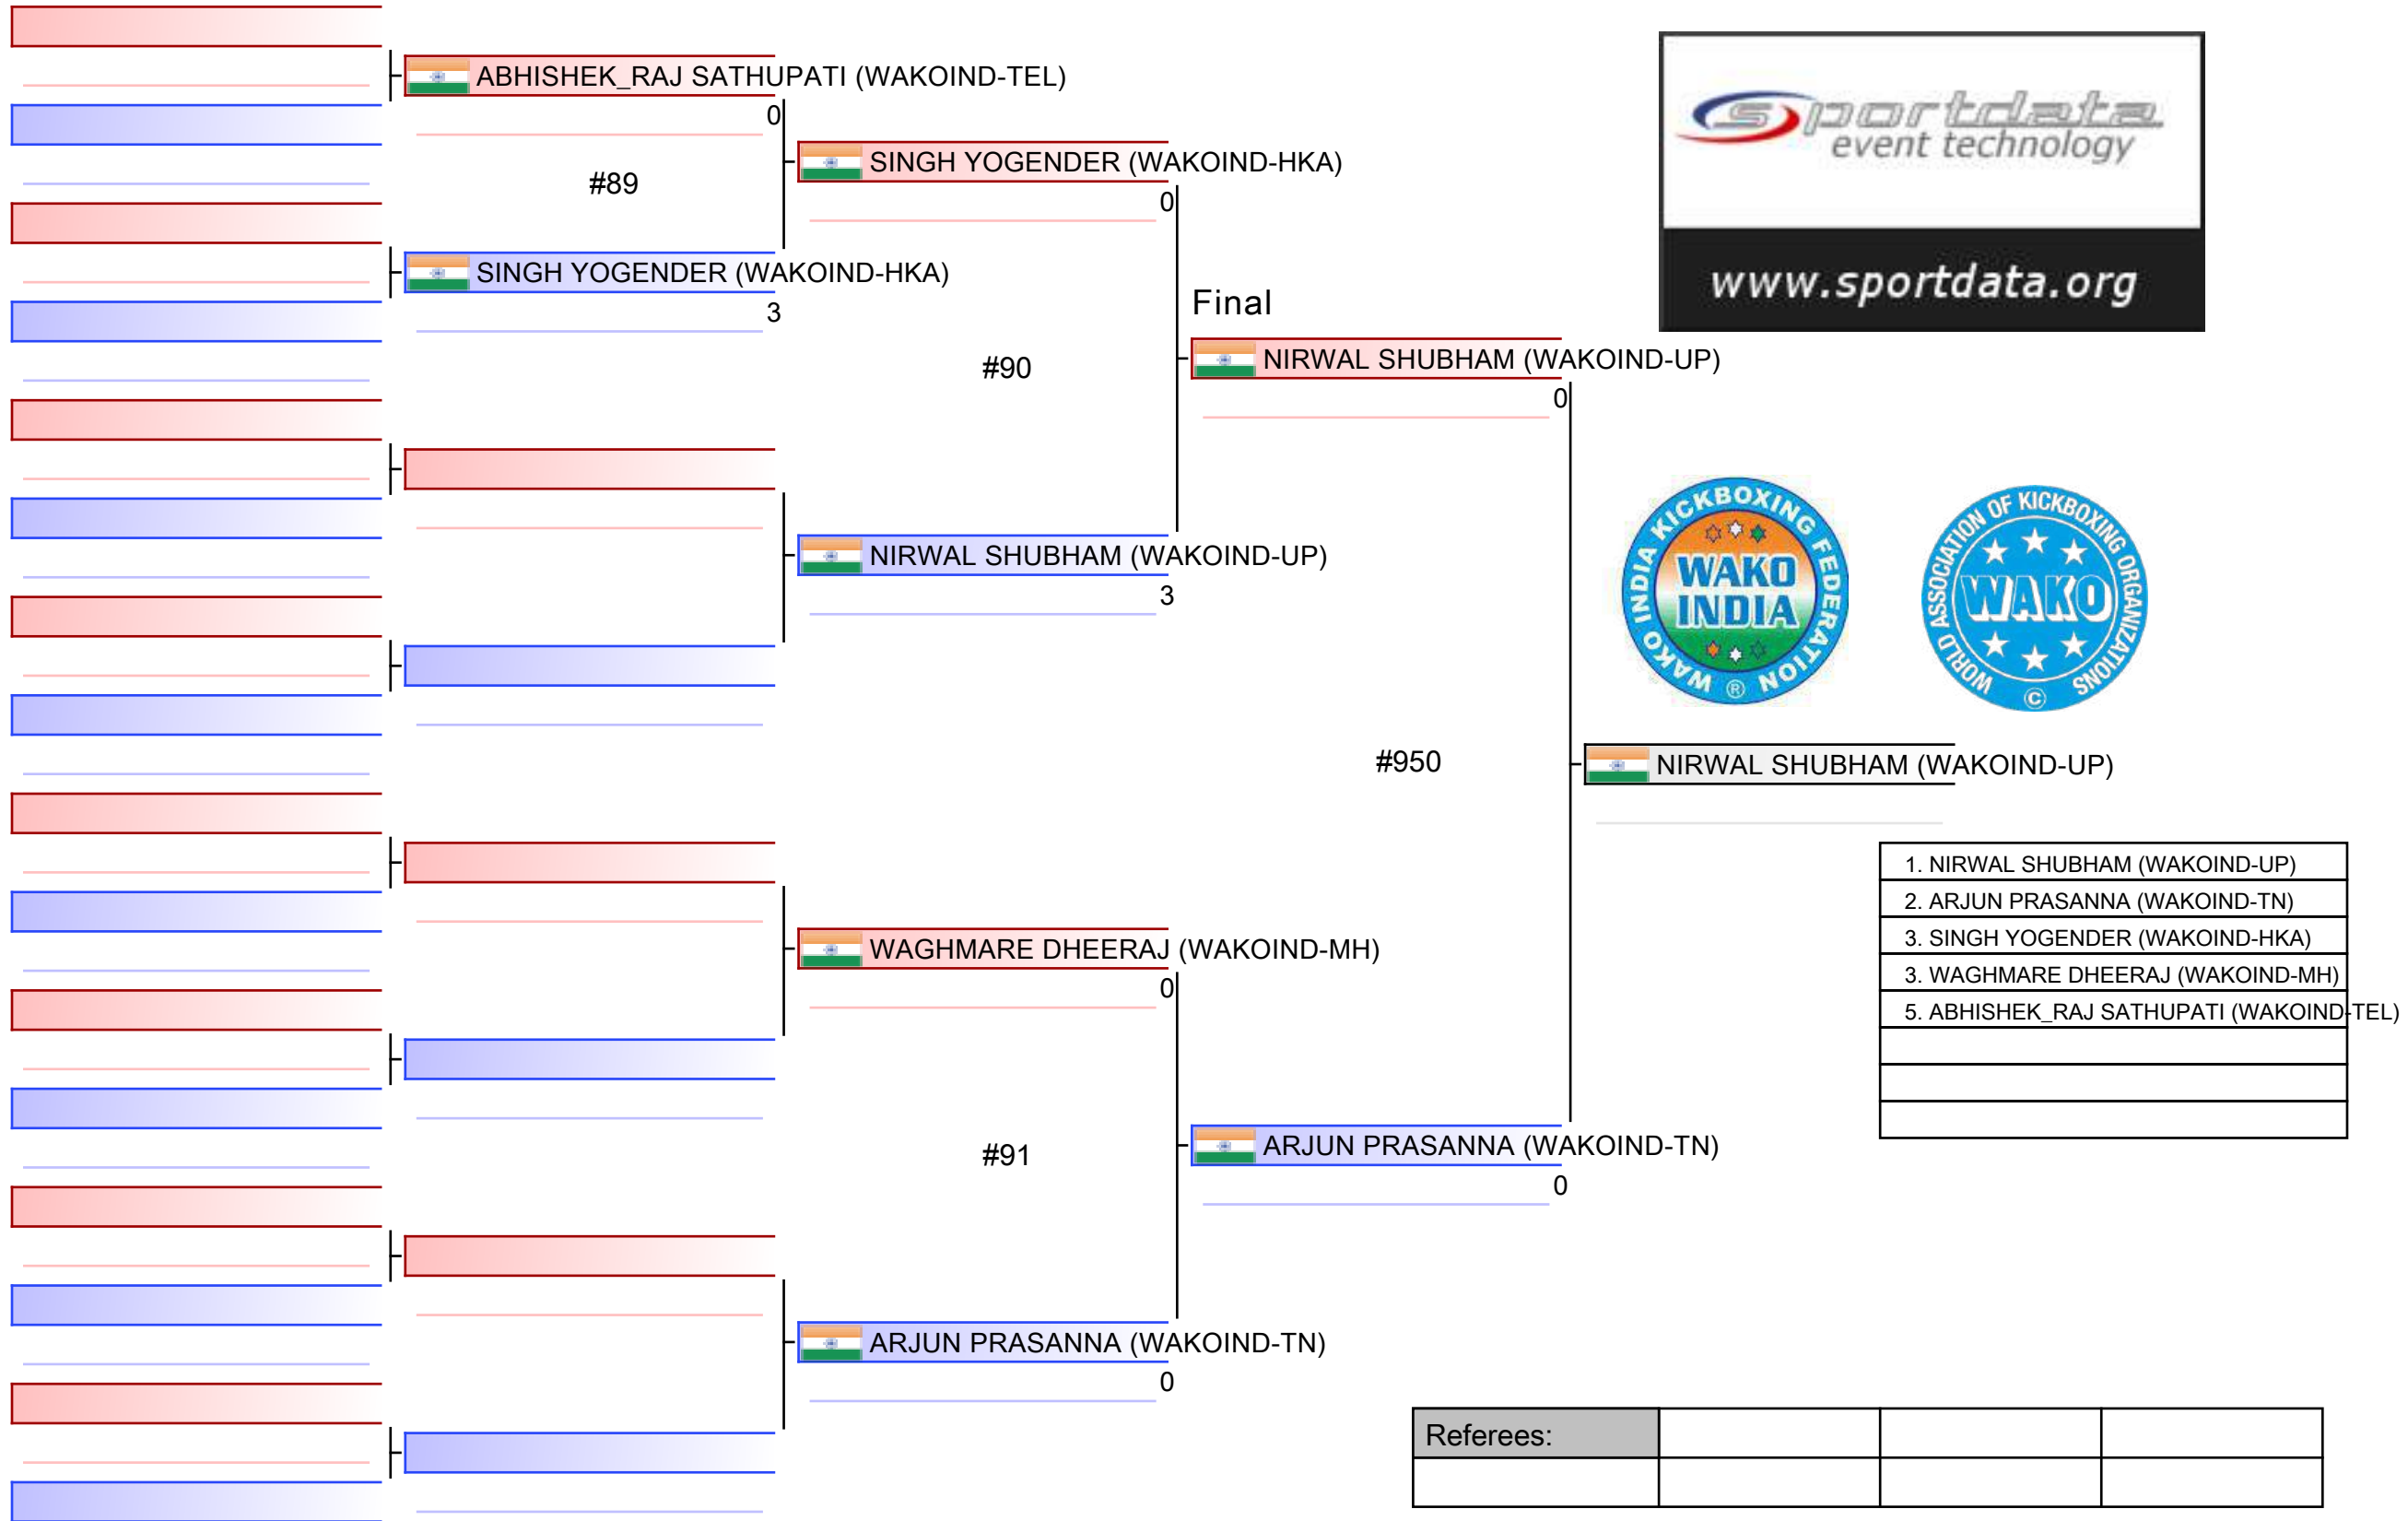 ABHISHEK_RAJ SATHUPATI (WAKOIND-TEL)
0
#89
SINGH YOGENDER (WAKOIND-HKA)
3
SINGH YOGENDER (WAKOIND-HKA)
0
#90
NIRWAL SHUBHAM (WAKOIND-UP)
3
WAGHMARE DHEERAJ (WAKOIND-MH)
0
#91
ARJUN PRASANNA (WAKOIND-TN)
0
Final
NIRWAL SHUBHAM (WAKOIND-UP)
0
#950
ARJUN PRASANNA (WAKOIND-TN)
0
NIRWAL SHUBHAM (WAKOIND-UP)
sportdata
event technology
www.sportdata.org
WAKO INDIA KICKBOXING FEDERATION
WAKO
INDIA
®
WORLD ASSOCIATION OF KICKBOXING ORGANIZATIONS
WAKO
©
1. NIRWAL SHUBHAM (WAKOIND-UP)
2. ARJUN PRASANNA (WAKOIND-TN)
3. SINGH YOGENDER (WAKOIND-HKA)
3. WAGHMARE DHEERAJ (WAKOIND-MH)
5. ABHISHEK_RAJ SATHUPATI (WAKOIND-TEL)
Referees: